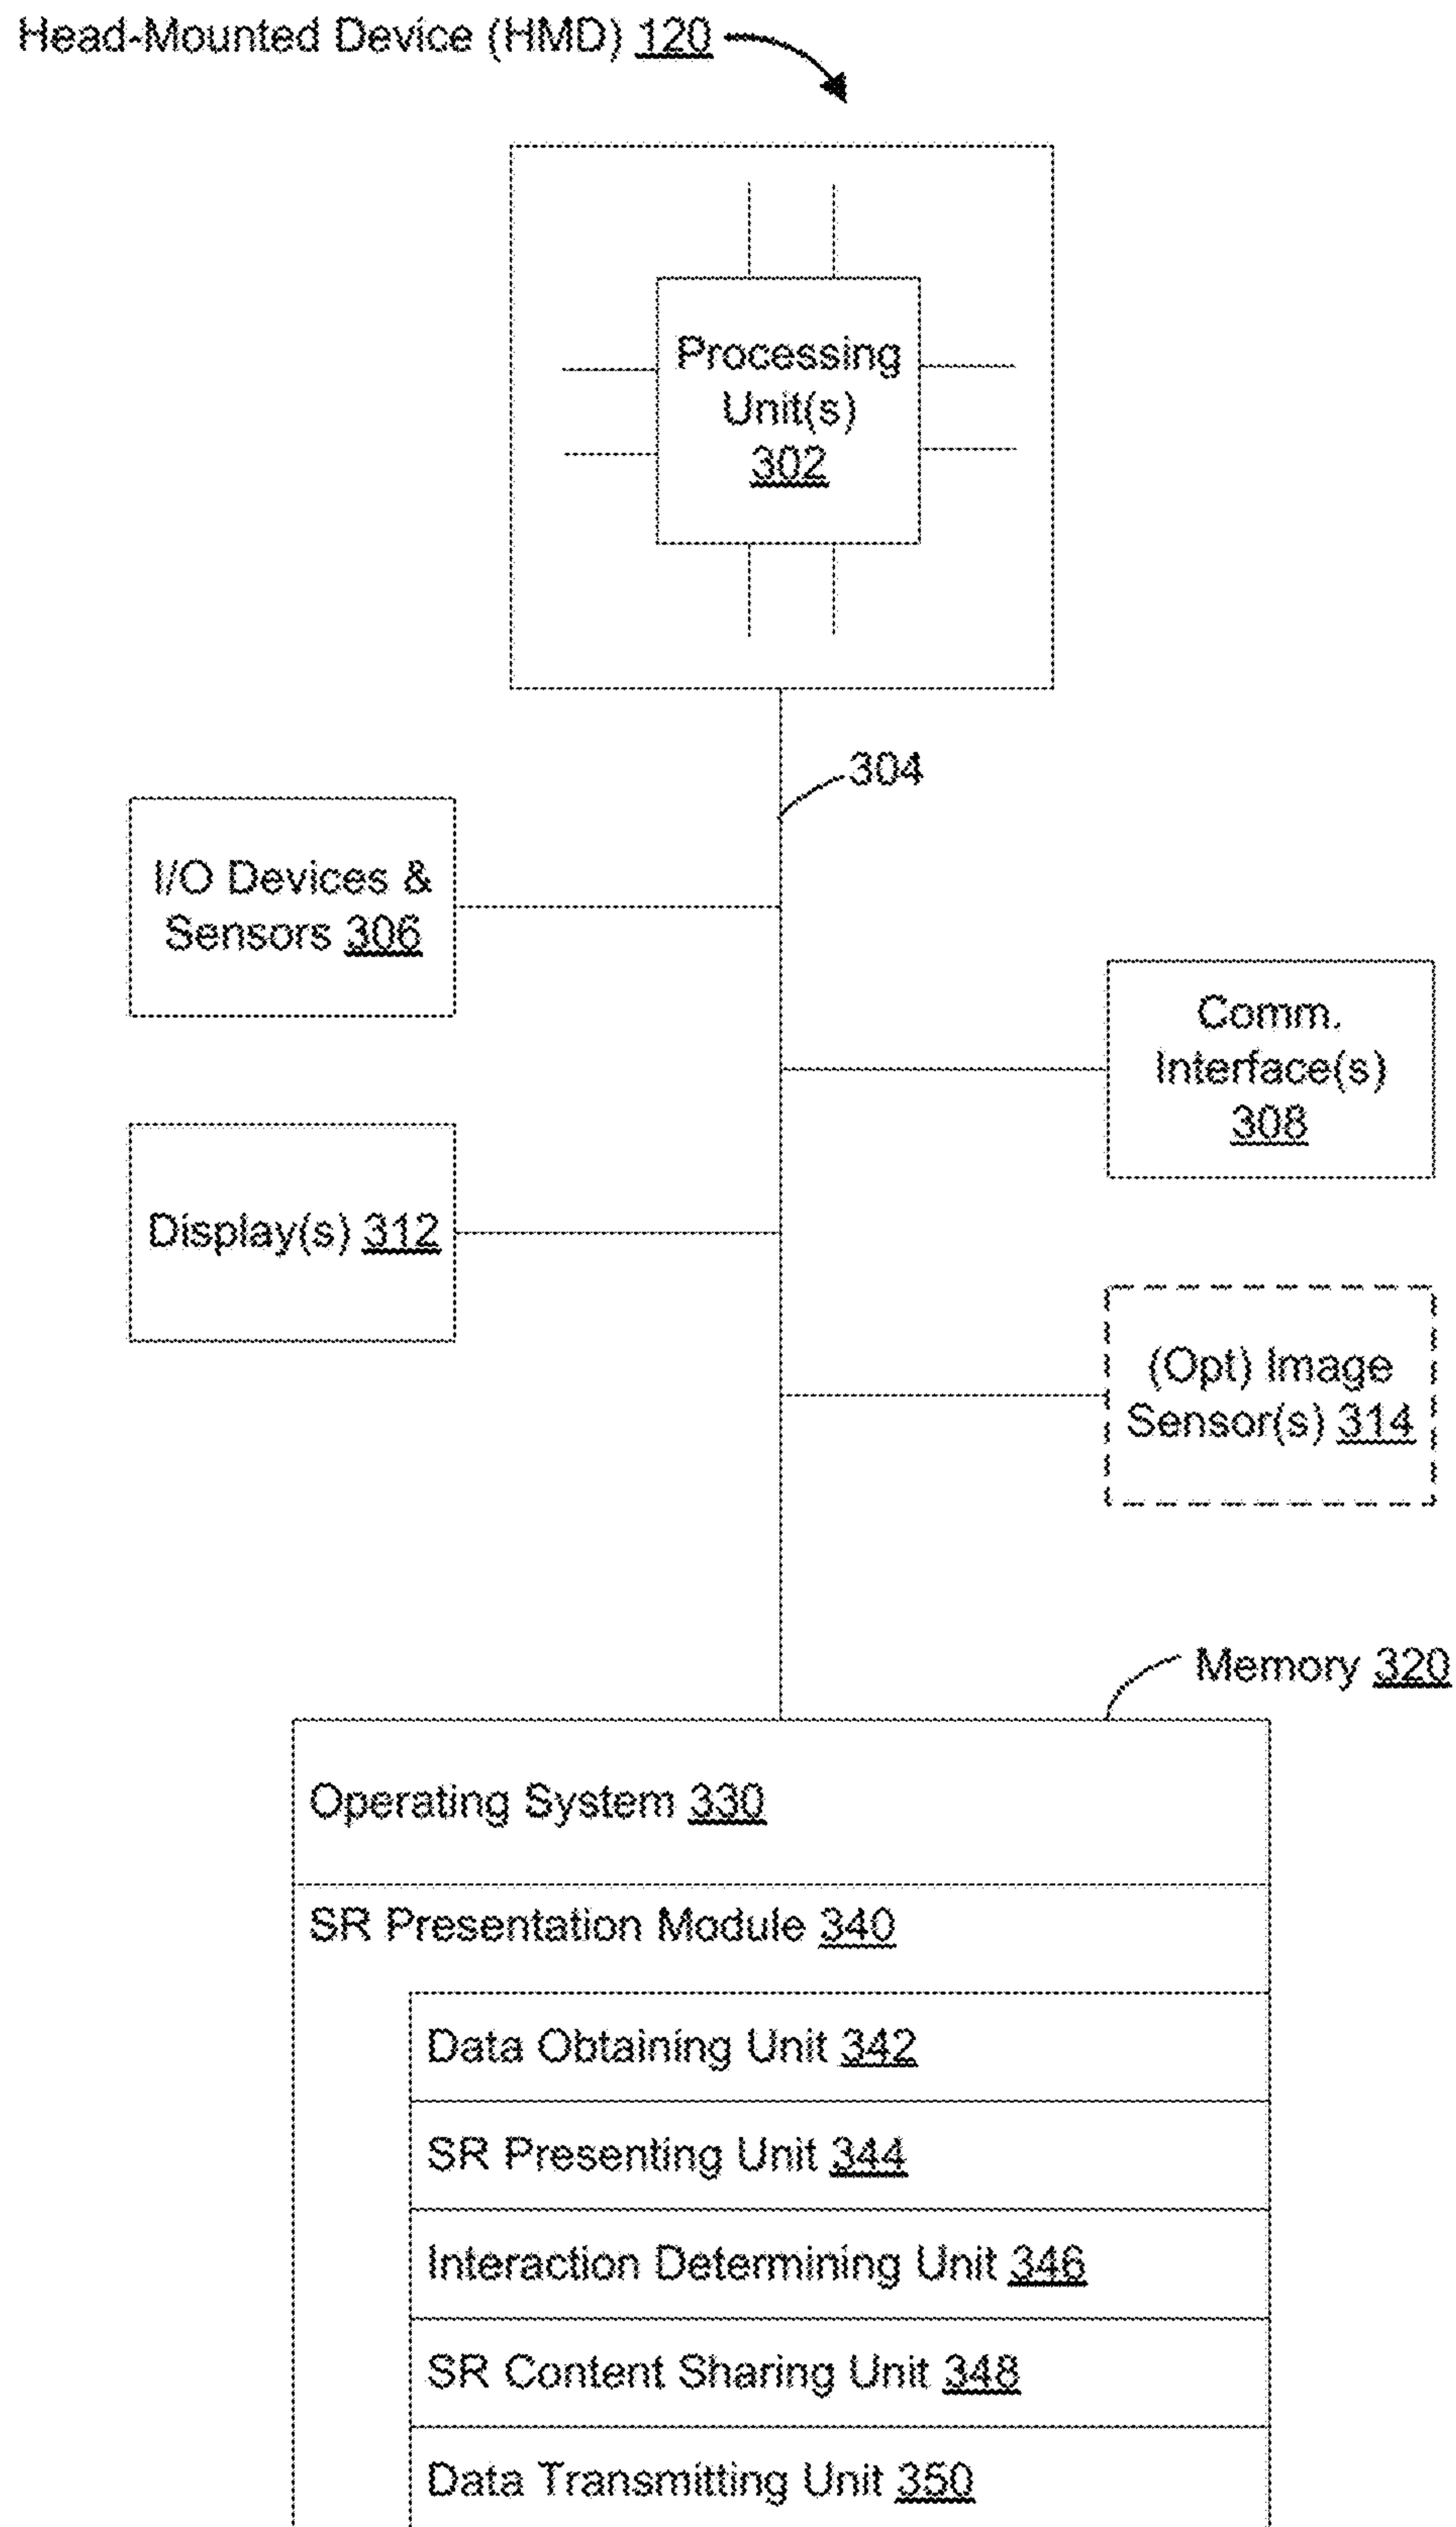 Head-Mounted Device (HMD) 120
Processing
Unit(s)
302
304
I/O Devices &
Sensors 306
Comm.
Interface(s)
308
Display(s) 312
(Opt) Image
Sensor(s) 314
Memory 320
Operating System 330
SR Presentation Module 340
Data Obtaining Unit 342
SR Presenting Unit 344
Interaction Determining Unit 346
SR Content Sharing Unit 348
Data Transmitting Unit 350